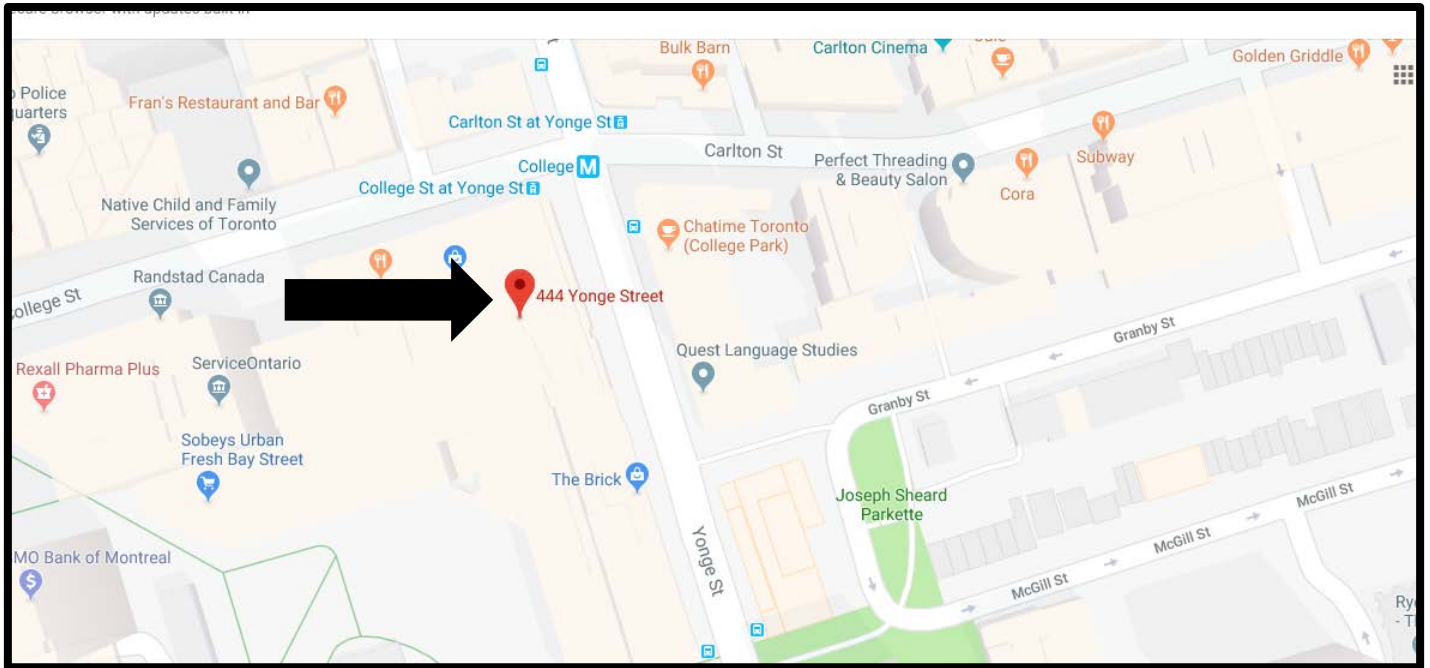 Bulk Barn
Carlton Cinema
Golden Griddle
Police
Fran's Restaurant and Bar
Carlton St at Yonge St
Carlton St
College M
Perfect Threading
& Beauty Salon
Subway
College St at Yonge St
Cora
Native Child and Family
Services of Toronto
Chatime Toronto
(College Park)
Randstad Canada
444 Yonge Street
College St
Granby St
Quest Language Studies
ServiceOntario
Rexall Pharma Plus
Granby St
Sobeys Urban
Fresh Bay Street
The Brick
Joseph Sheard
Parkette
McGill St
McGill St
Yonge St
MO Bank of Montreal
McGill St